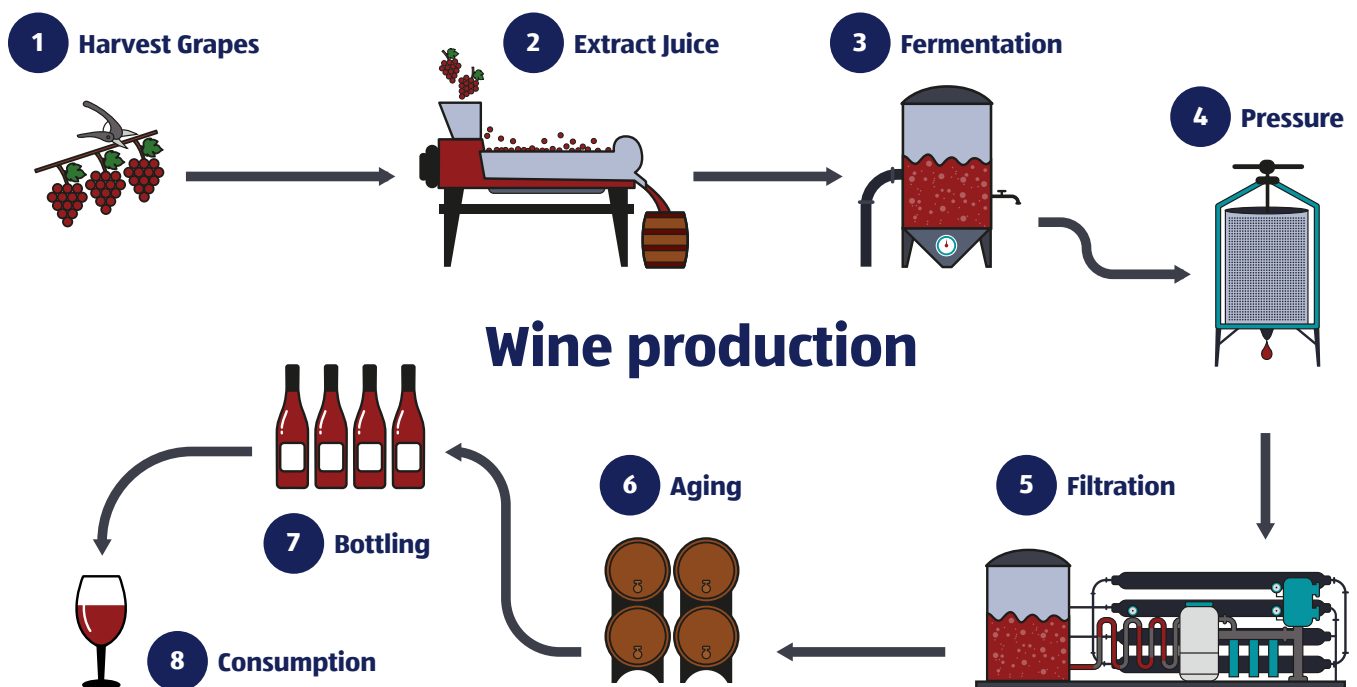 1 Harvest Grapes
2 Extract Juice
3 Fermentation
4 Pressure
Wine production
5 Filtration
6 Aging
7 Bottling
8 Consumption